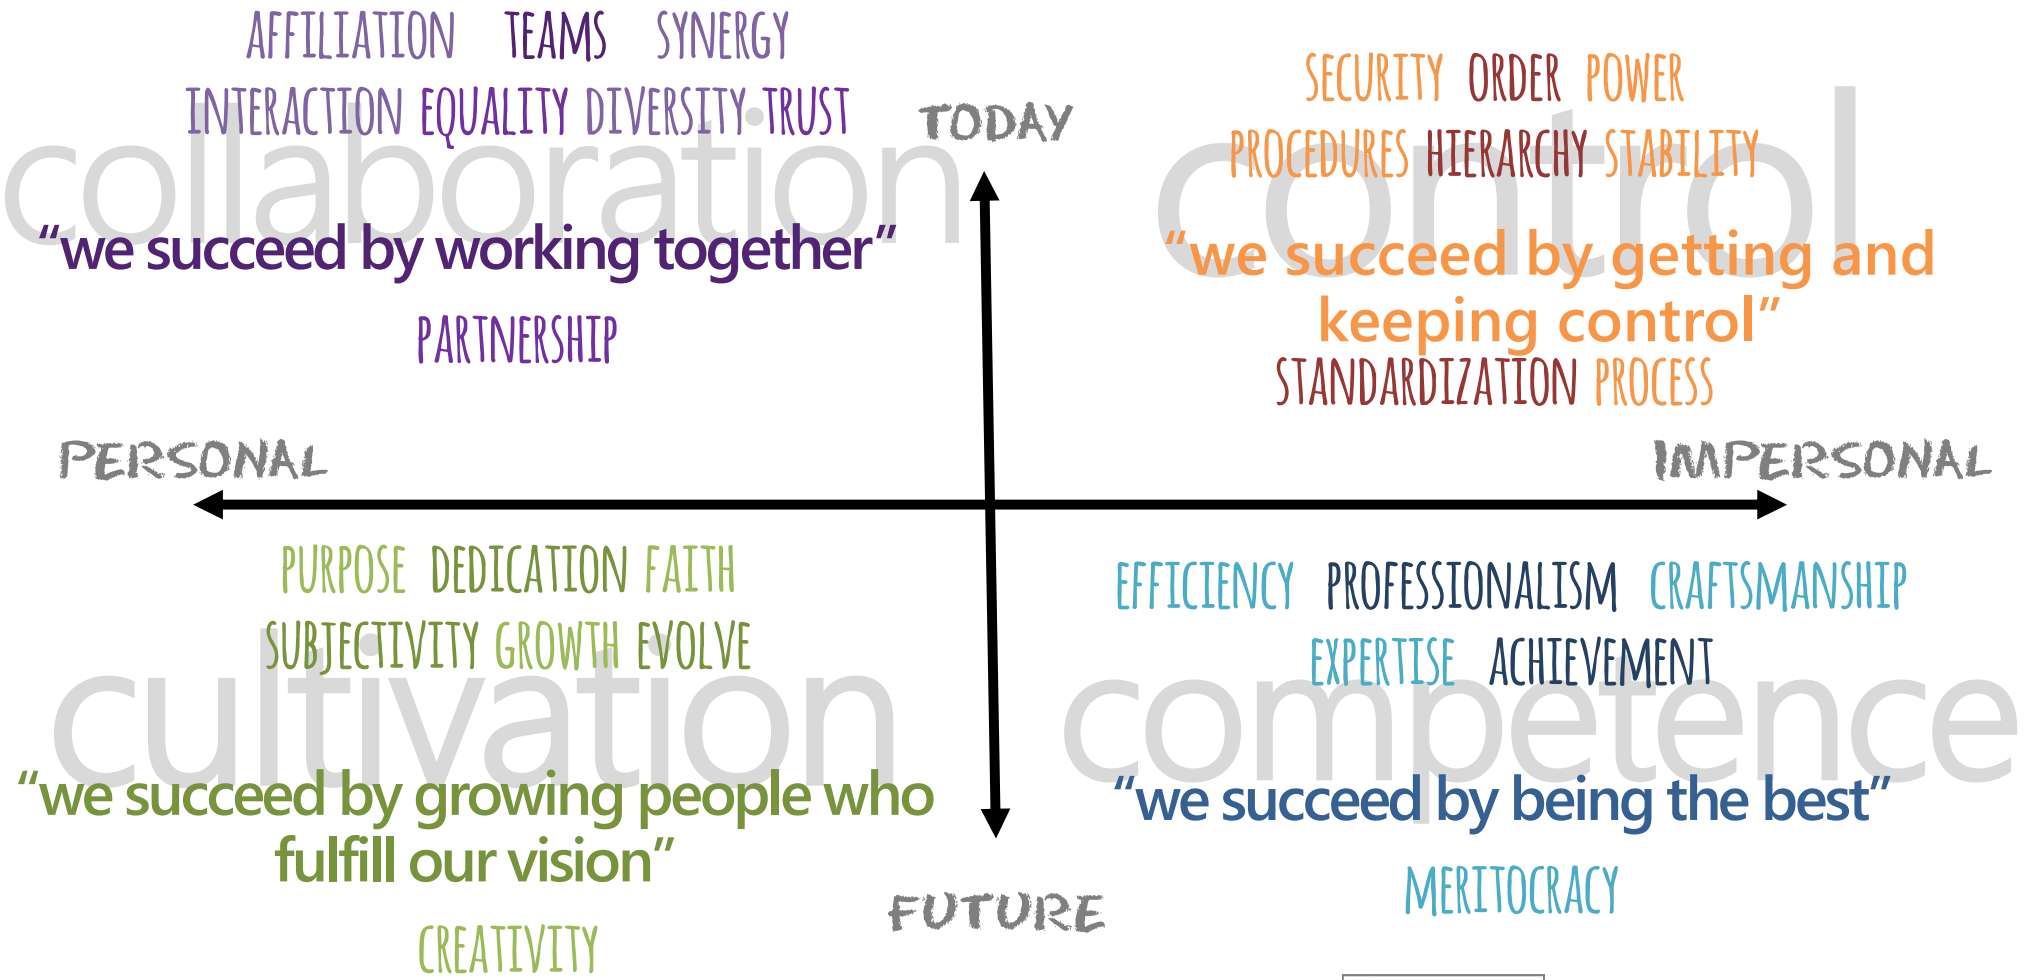 AFFILIATION TEAMS SYNERGY
INTERACTION EQUALITY DIVERSITY TRUST
collaboration
“we succeed by working together”
PARTNERSHIP
TODAY
SECURITY ORDER POWER
PROCEDURES HIERARCHY STABILITY
control
“we succeed by getting and
keeping control”
STANDARDIZATION PROCESS
PERSONAL
IMPERSONAL
PURPOSE DEDICATION FAITH
SUBJECTIVITY GROWTH EVOLVE
cultivation
“we succeed by growing people who
fulfill our vision”
CREATIVITY
FUTURE
EFFICIENCY PROFESSIONALISM CRAFTSMANSHIP
EXPERTISE ACHIEVEMENT
competence
“we succeed by being the best”
MERITOCRACY